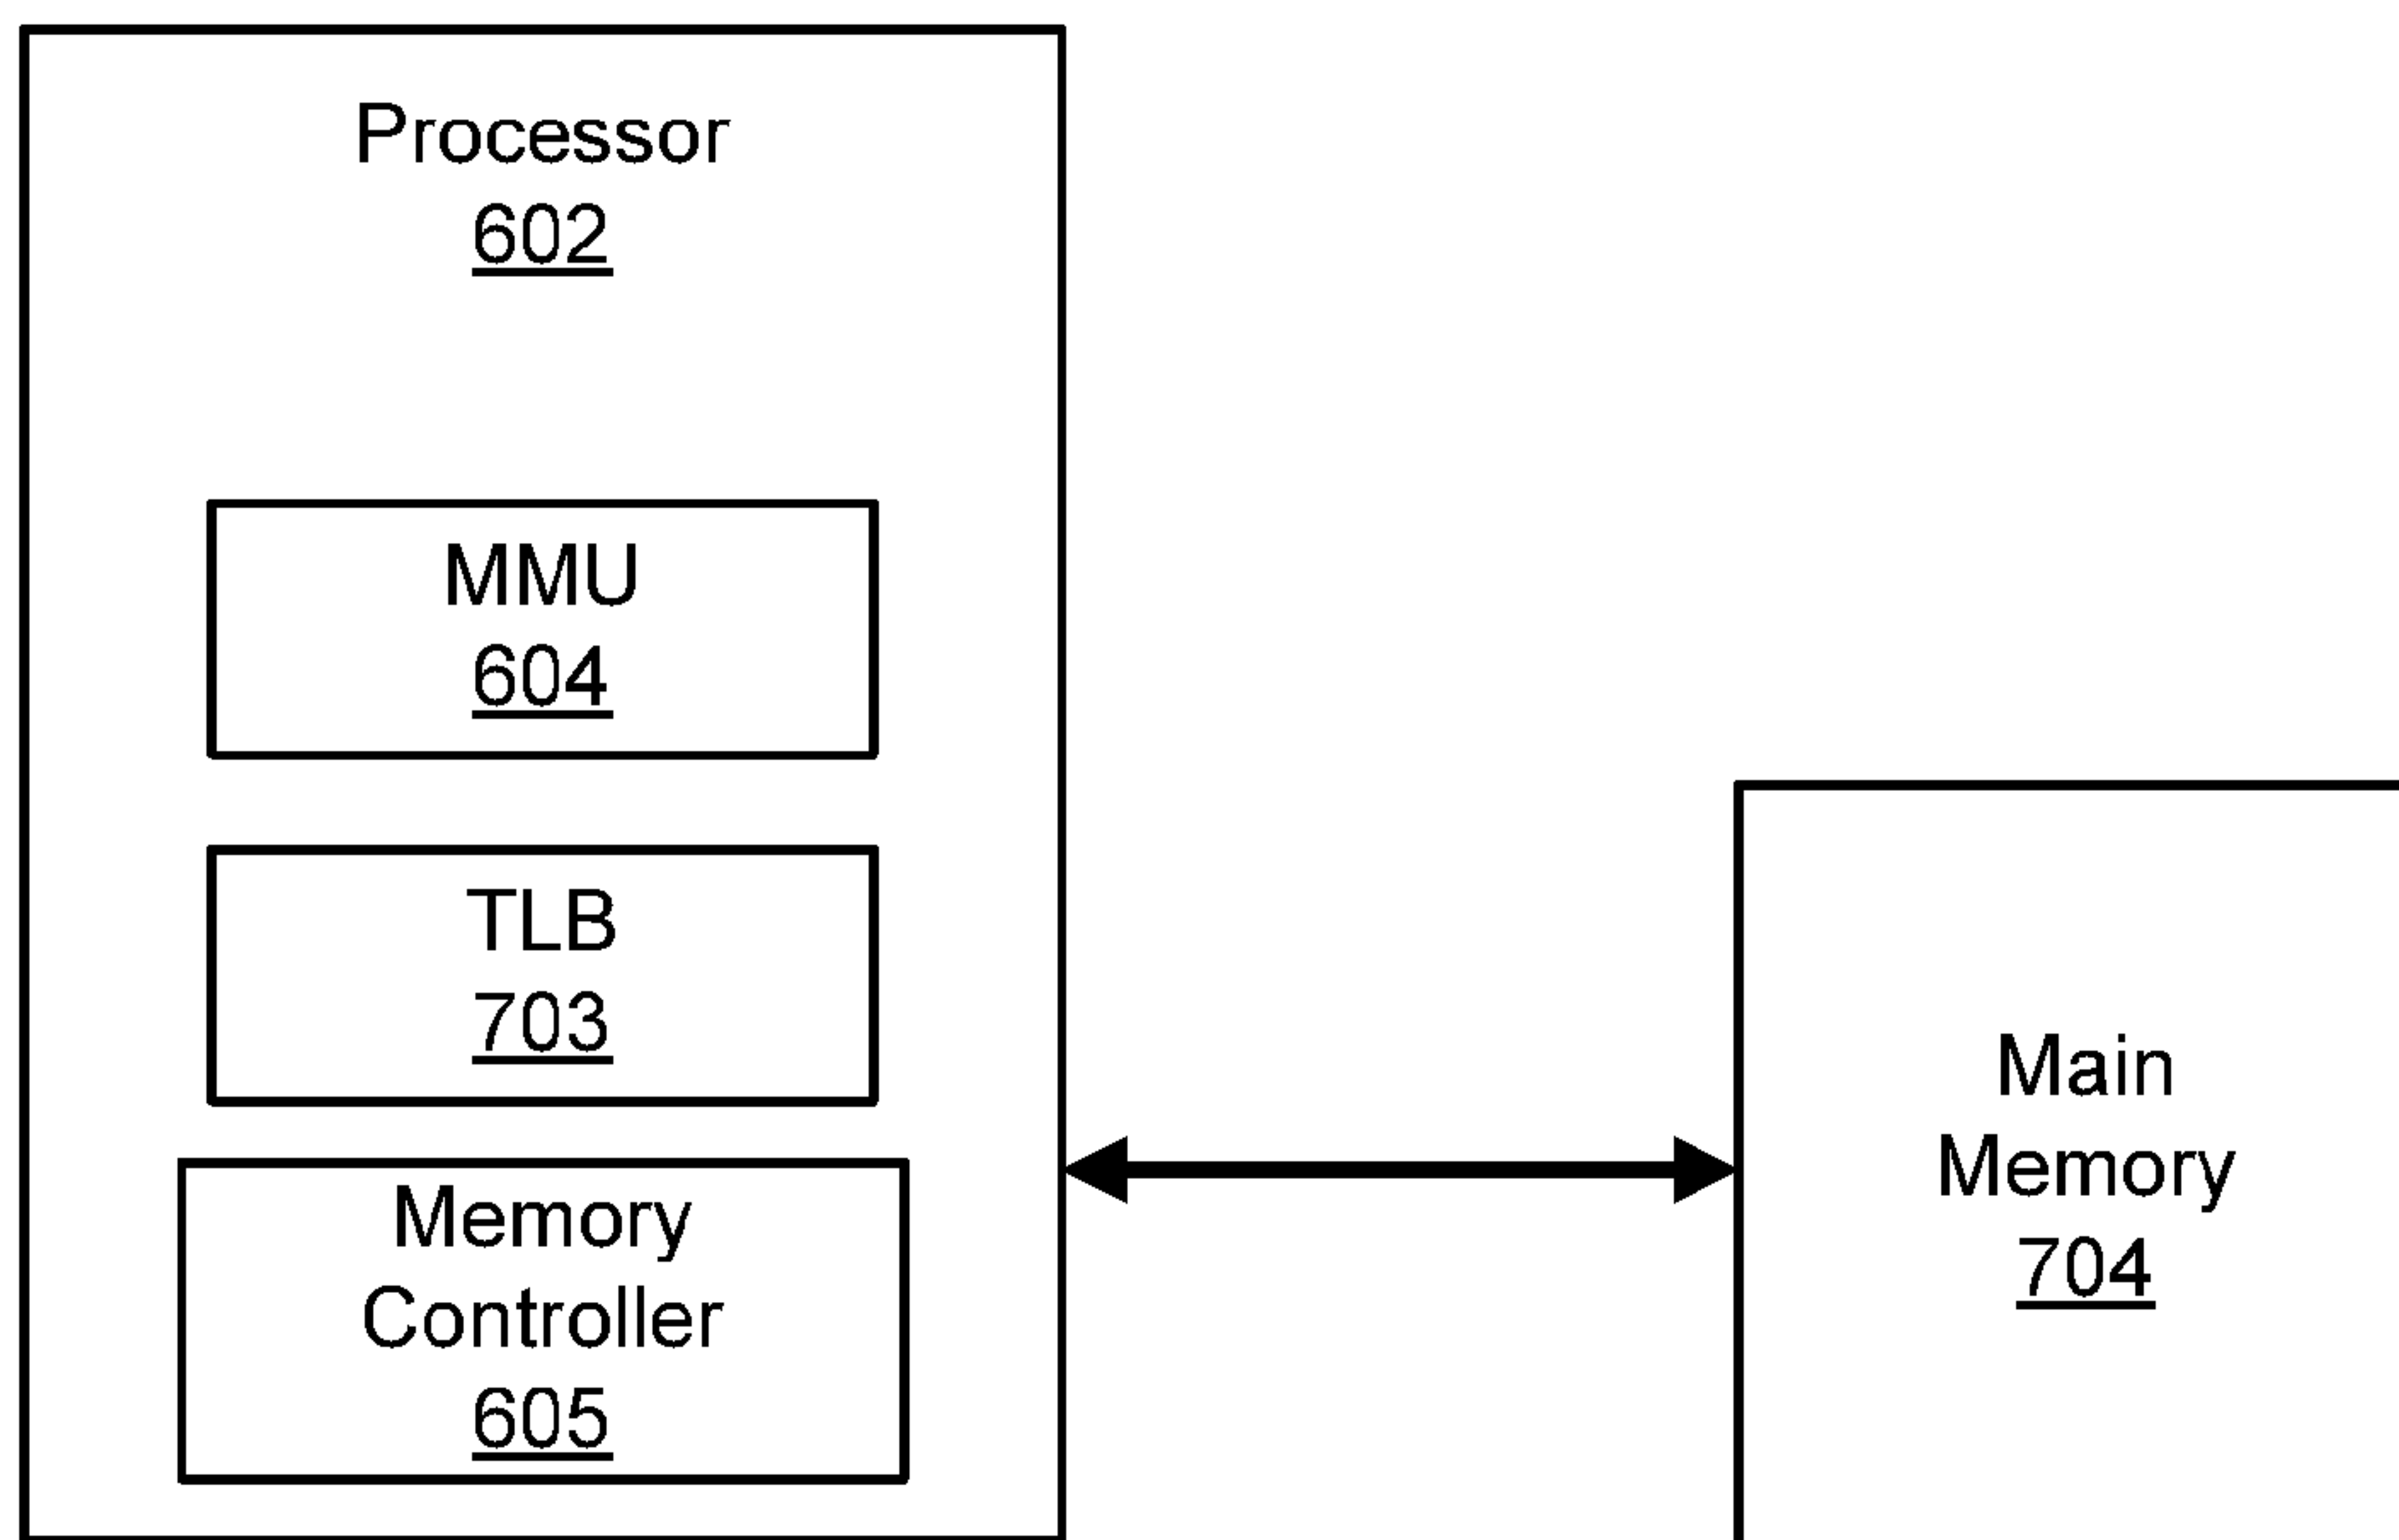 Processor
602
MMU
604
TLB
703
Memory
Controller
605
Main
Memory
704